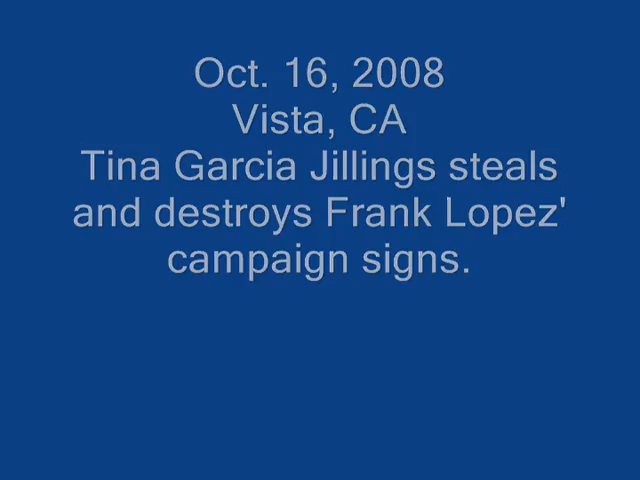 Oct. 16, 2008
Vista, CA
Tina Garcia Jillings steals
and destroys Frank Lopez'
campaign signs.